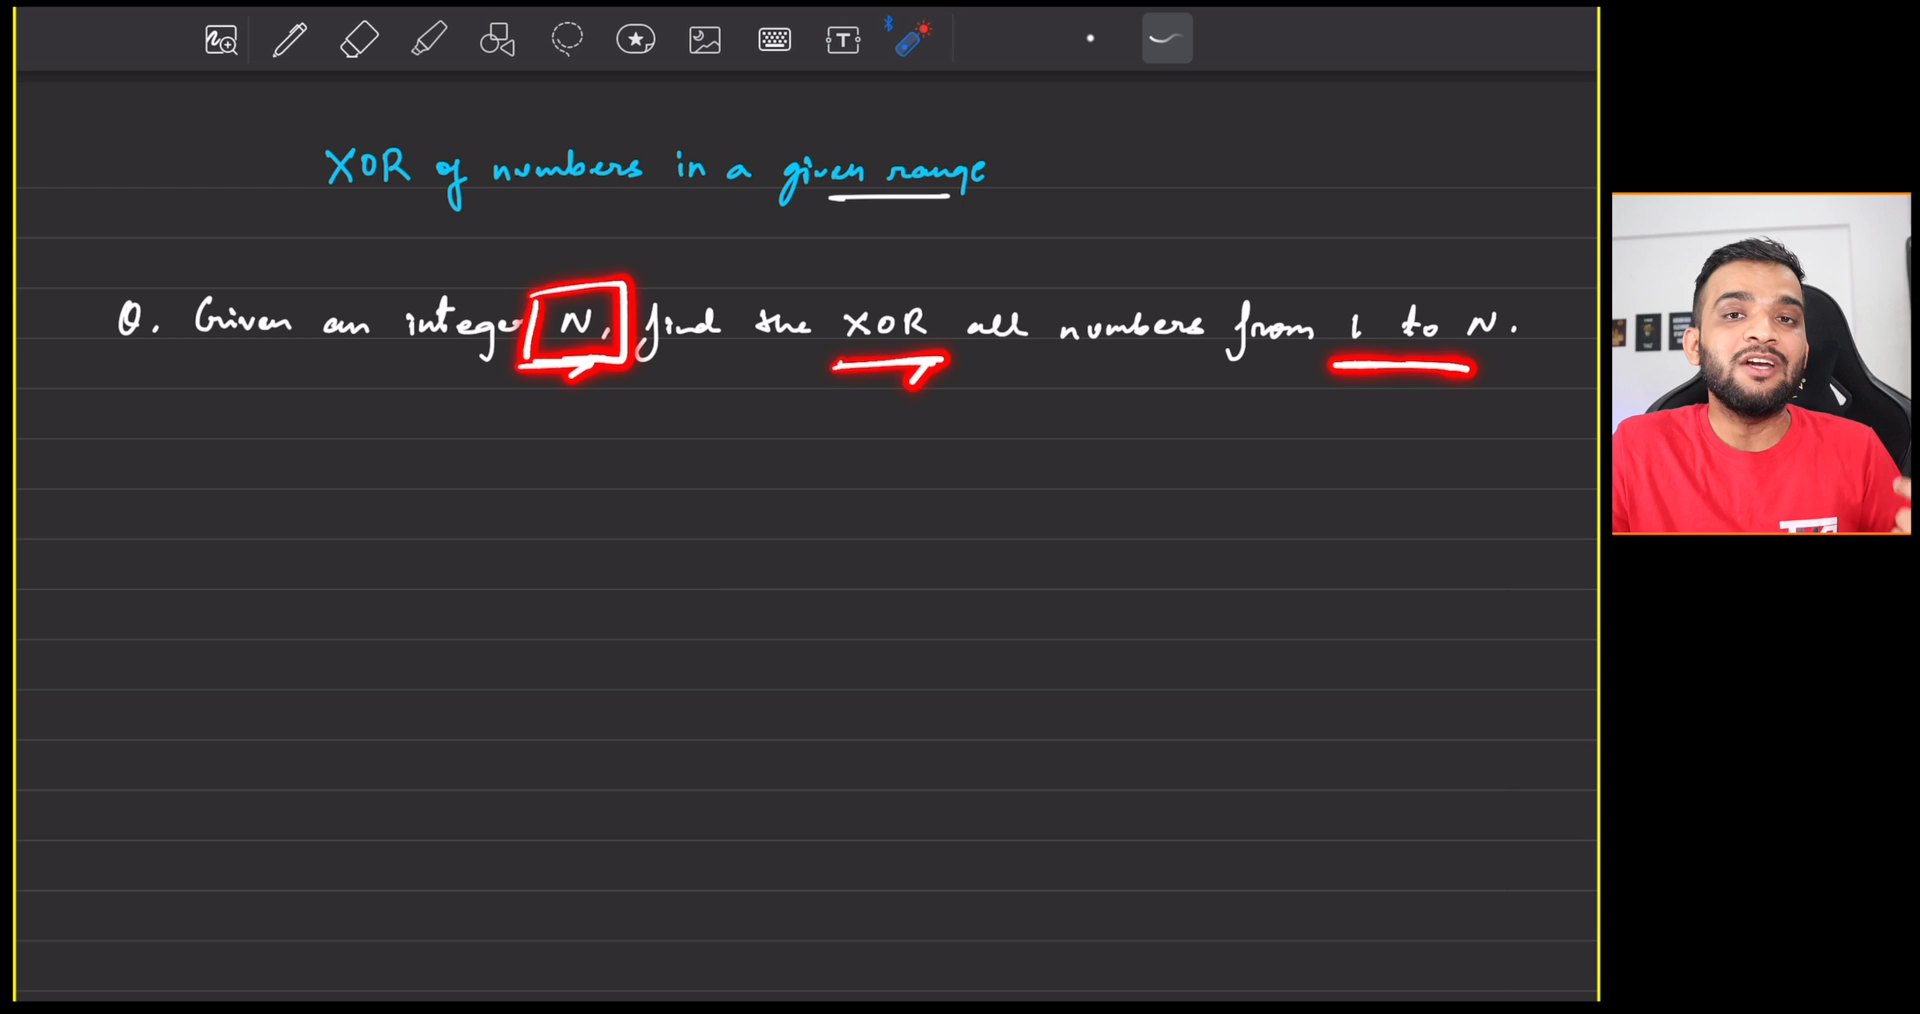 XOR of numbers in a given range
Q. Given an integer N, find the XOR all numbers from 1 to N.